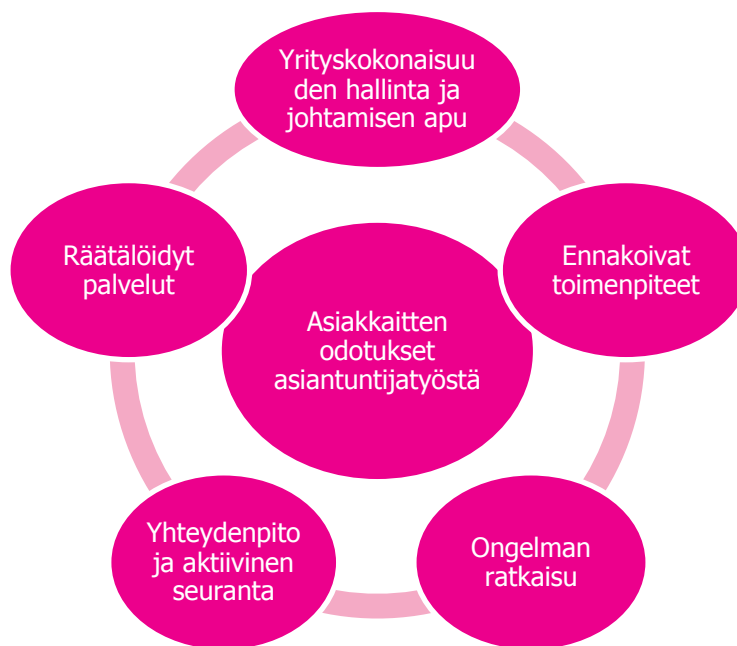 Yrityskokonaisuu
den hallinta ja
johtamisen apu
Ennakoivat
toimenpiteet
Ongelman
ratkaisu
Yhteydenpito
ja aktiivinen
seuranta
Räätälöidyt
palvelut
Asiakkaitten
odotukset
asiantuntijatyöstä